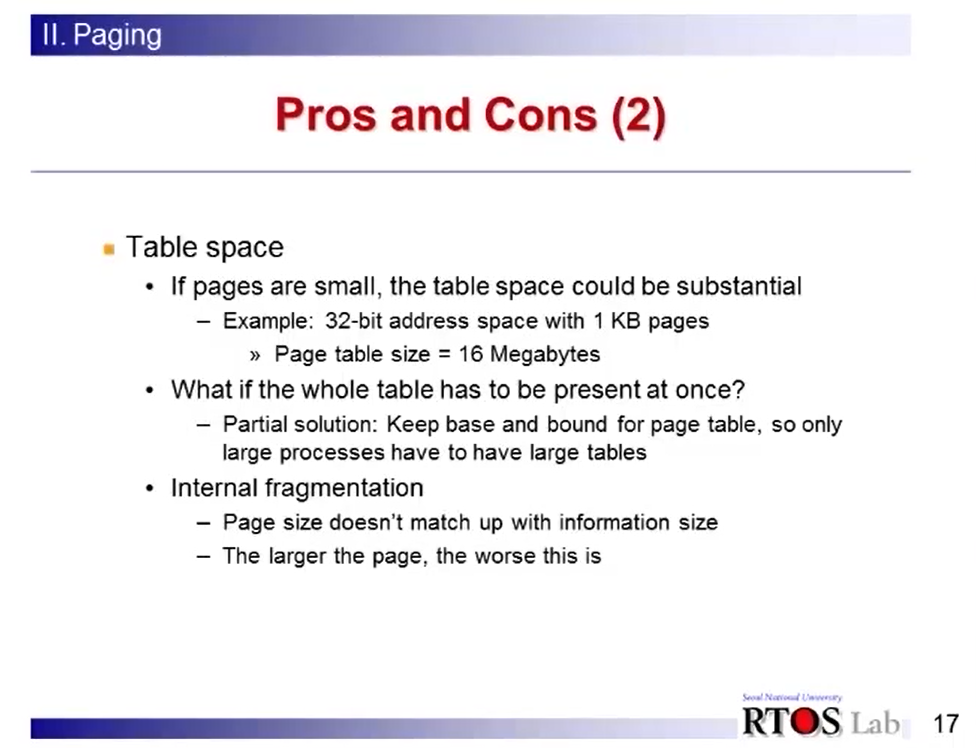 II. Paging
Pros and Cons (2)
Table space
• If pages are small, the table space could be substantial
– Example: 32-bit address space with 1 KB pages
» Page table size = 16 Megabytes
• What if the whole table has to be present at once?
– Partial solution: Keep base and bound for page table, so only
large processes have to have large tables
• Internal fragmentation
– Page size doesn't match up with information size
– The larger the page, the worse this is
Seoul National University
RTOS Lab
17